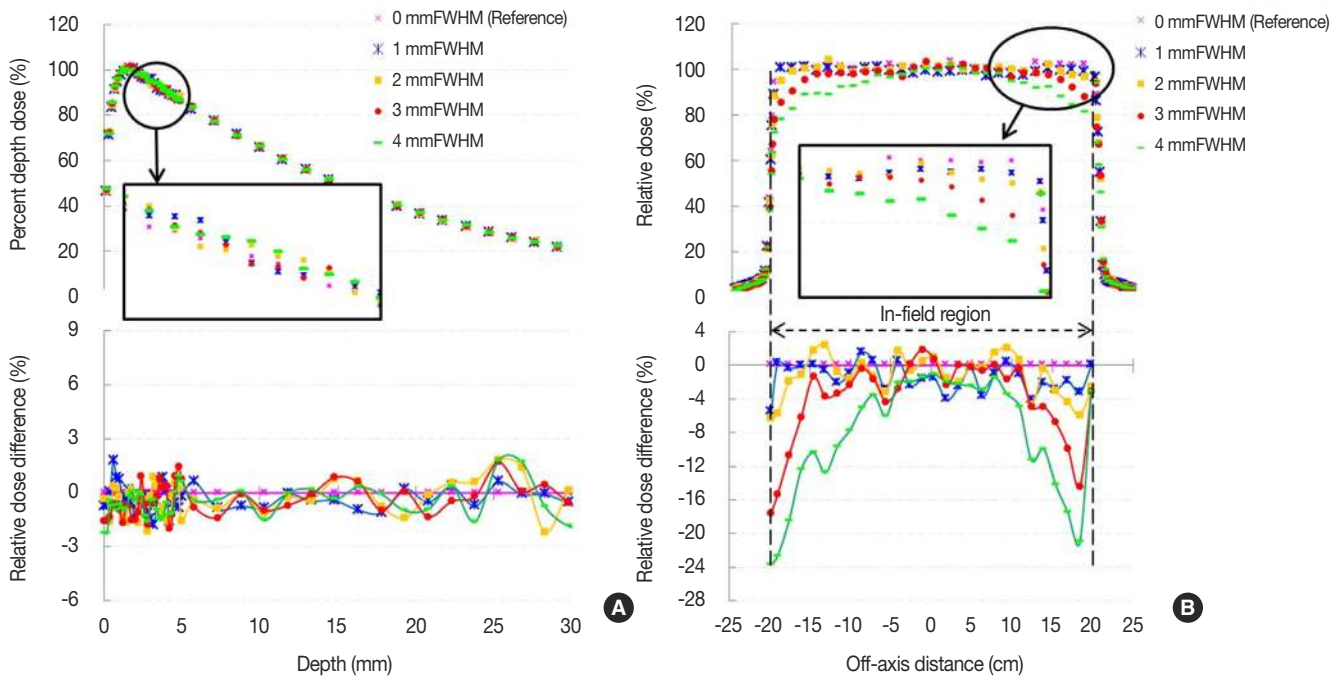 120
100
80
60
40
20
0
Percent depth dose (%)
0 mmFWHM (Reference)
1 mmFWHM
2 mmFWHM
3 mmFWHM
4 mmFWHM
9
6
3
0
-3
-6
Relative dose difference (%)
0 5 10 15 20 25 30
Depth (mm)
A
120
100
80
60
40
20
0
Relative dose (%)
0 mmFWHM (Reference)
1 mmFWHM
2 mmFWHM
3 mmFWHM
4 mmFWHM
In-field region
4
0
-4
-8
-12
-16
-20
-24
-28
Relative dose difference (%)
-25 -20 -15 -10 -5 0 5 10 15 20 25
Off-axis distance (cm)
B